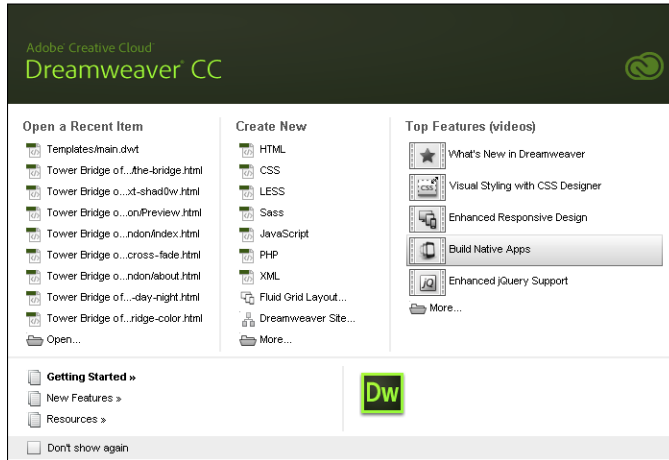 Adobe® Creative Cloud™
Dreamweaver® CC
Open a Recent Item
Templates/main.dwt
Tower Bridge of.../the-bridge.html
Tower Bridge o...xt-shad0w.html
Tower Bridge o...on/Preview.html
Tower Bridge o...ndon/index.html
Tower Bridge o...cross-fade.html
Tower Bridge o...ndon/about.html
Tower Bridge of...-day-night.html
Tower Bridge of...ridge-color.html
Open...
Create New
HTML
CSS
LESS
Sass
JavaScript
PHP
XML
Fluid Grid Layout...
Dreamweaver Site...
More...
Top Features (videos)
What's New in Dreamweaver
CSS
Visual Styling with CSS Designer
Enhanced Responsive Design
Build Native Apps
jQ
Enhanced jQuery Support
More...
Getting Started »
New Features »
Resources »
Dw
Don't show again